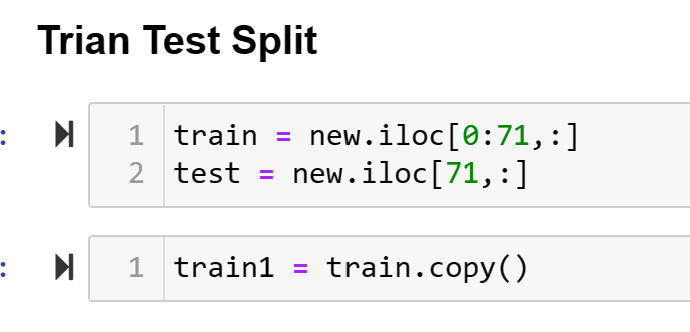 Trian Test Split
: 1 train = new.iloc[0:71,:]
2 test = new.iloc[71,:]
: 1 train1 = train.copy()